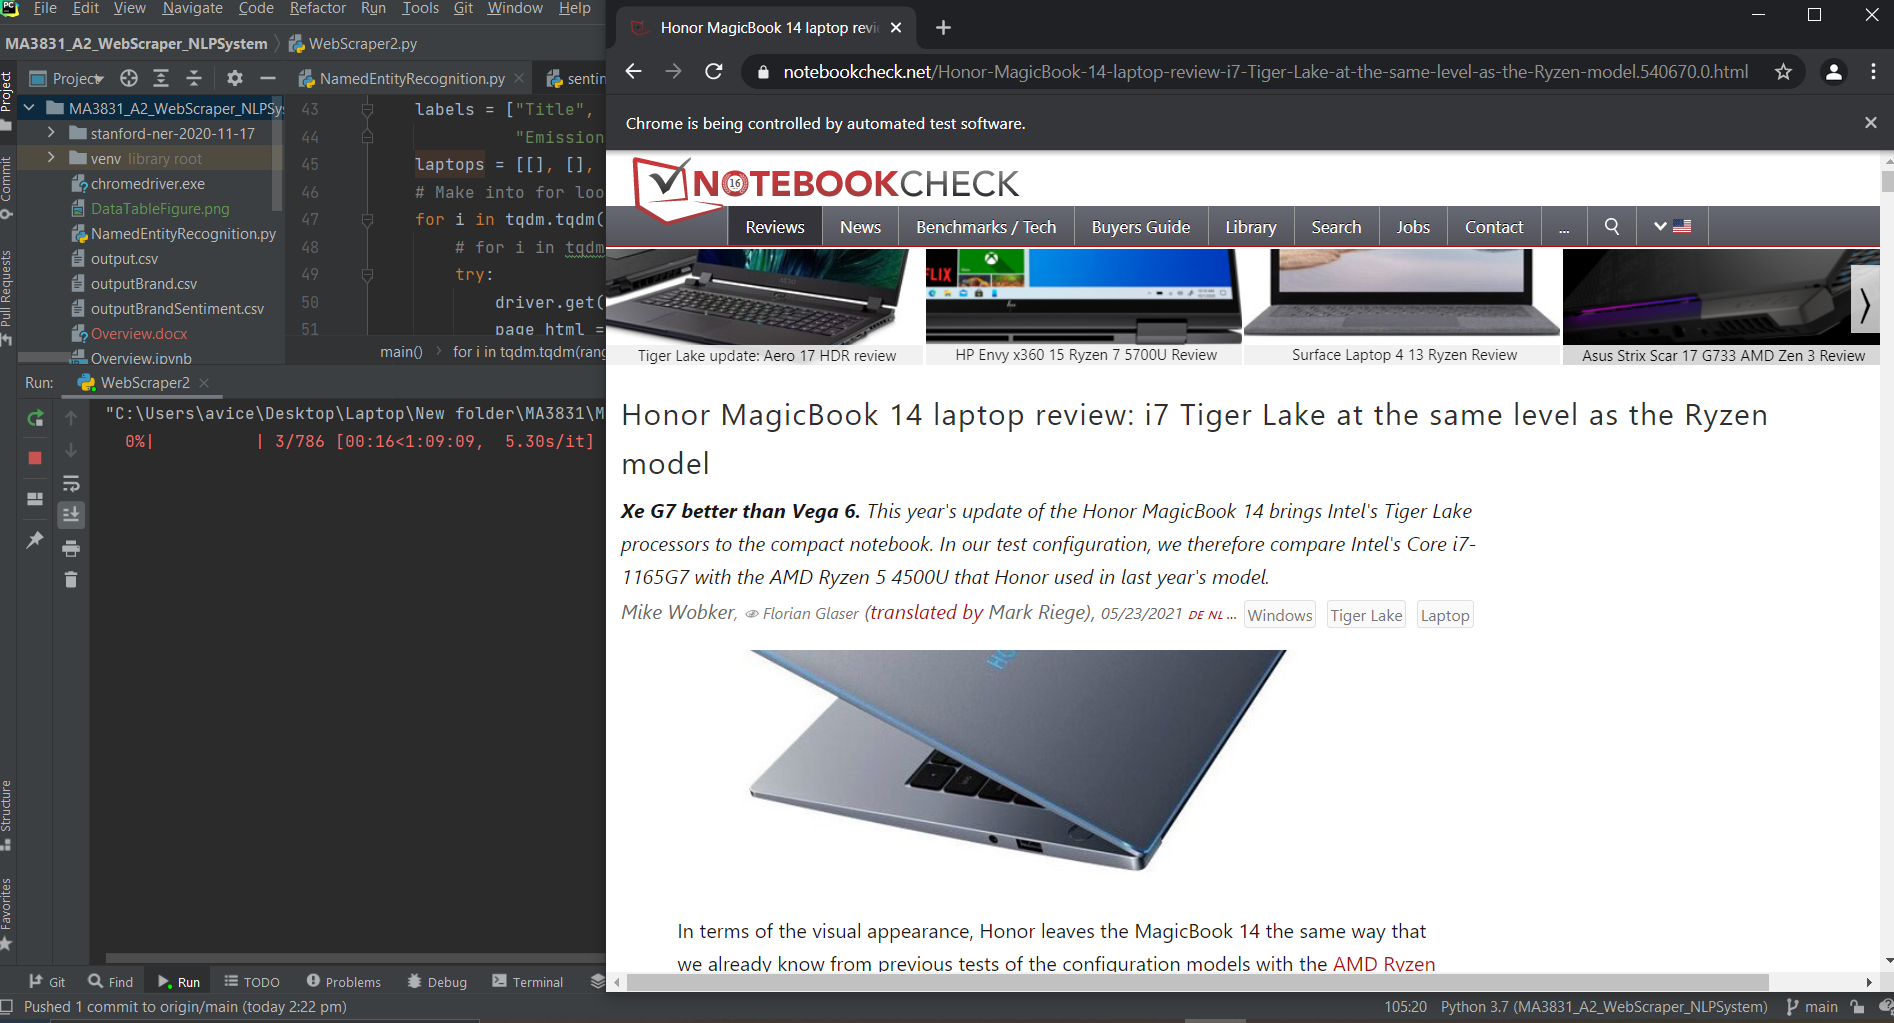 File Edit View Navigate Code Refactor Run Tools Git Window Help
MA3831_A2_WebScraper_NLPSystem WebScraper2.py
Project NamedEntityRecognition.py sentin
Project
Commit
Pull Requests
Structure
Favorites
MA3831_A2_WebScraper_NLPSy
stanford-ner-2020-11-17
venv library root
chromedriver.exe
DataTableFigure.png
NamedEntityRecognition.py
output.csv
outputBrand.csv
outputBrandSentiment.csv
Overview.docx
Overview.ipynb
43 labels = ["Title",
44 "Emission
45 laptops = [[], [],
46 # Make into for loo
47 for i in tqdm.tqdm(
48 # for i in tqdm
49 try:
50 driver.get(
51 page_html =
main() for i in tqdm.tqdm(rang
Run: WebScraper2
"C:\Users\avice\Desktop\Laptop\New folder\MA3831\M
0%| | 3/786 [00:16<1:09:09, 5.30s/it]
Git Find Run TODO Problems Debug Terminal
Pushed 1 commit to origin/main (today 2:22 pm)
105:20 Python 3.7 (MA3831_A2_WebScraper_NLPSystem) main
Honor MagicBook 14 laptop revi
notebookcheck.net/Honor-MagicBook-14-laptop-review-i7-Tiger-Lake-at-the-same-level-as-the-Ryzen-model.540670.0.html
Chrome is being controlled by automated test software.
16 NOTEBOOKCHECK
Reviews News Benchmarks / Tech Buyers Guide Library Search Jobs Contact ...
FLIX
Tiger Lake update: Aero 17 HDR review HP Envy x360 15 Ryzen 7 5700U Review Surface Laptop 4 13 Ryzen Review Asus Strix Scar 17 G733 AMD Zen 3 Review
Honor MagicBook 14 laptop review: i7 Tiger Lake at the same level as the Ryzen
model
Xe G7 better than Vega 6. This year's update of the Honor MagicBook 14 brings Intel's Tiger Lake
processors to the compact notebook. In our test configuration, we therefore compare Intel's Core i7-
1165G7 with the AMD Ryzen 5 4500U that Honor used in last year's model.
Mike Wobker, Florian Glaser (translated by Mark Riege), 05/23/2021 DE NL ... Windows Tiger Lake Laptop
HO
In terms of the visual appearance, Honor leaves the MagicBook 14 the same way that
we already know from previous tests of the configuration models with the AMD Ryzen